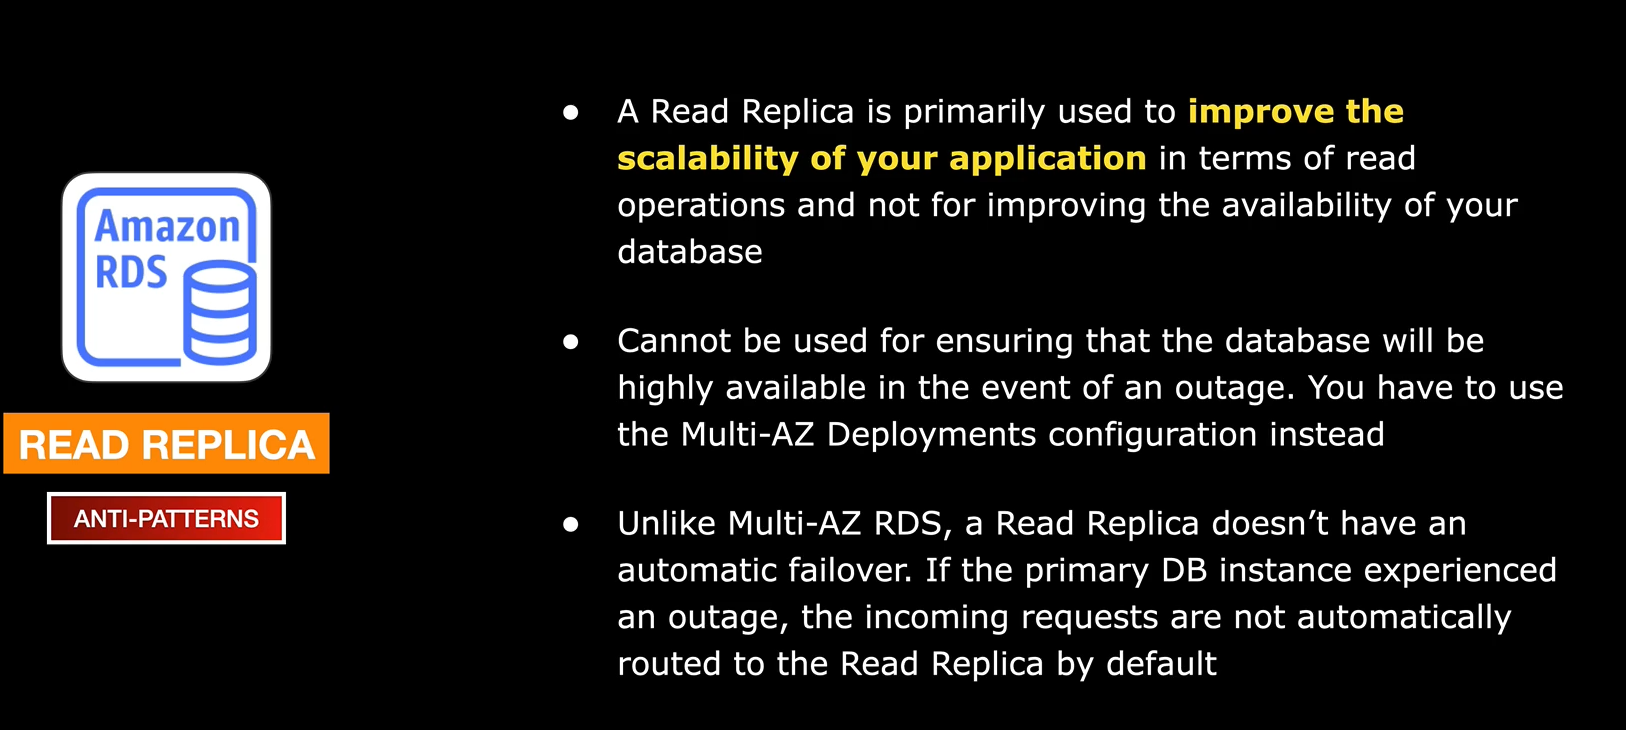 Amazon
RDS
READ REPLICA
ANTI-PATTERNS
● A Read Replica is primarily used to improve the
scalability of your application in terms of read
operations and not for improving the availability of your
database
● Cannot be used for ensuring that the database will be
highly available in the event of an outage. You have to use
the Multi-AZ Deployments configuration instead
● Unlike Multi-AZ RDS, a Read Replica doesn’t have an
automatic failover. If the primary DB instance experienced
an outage, the incoming requests are not automatically
routed to the Read Replica by default